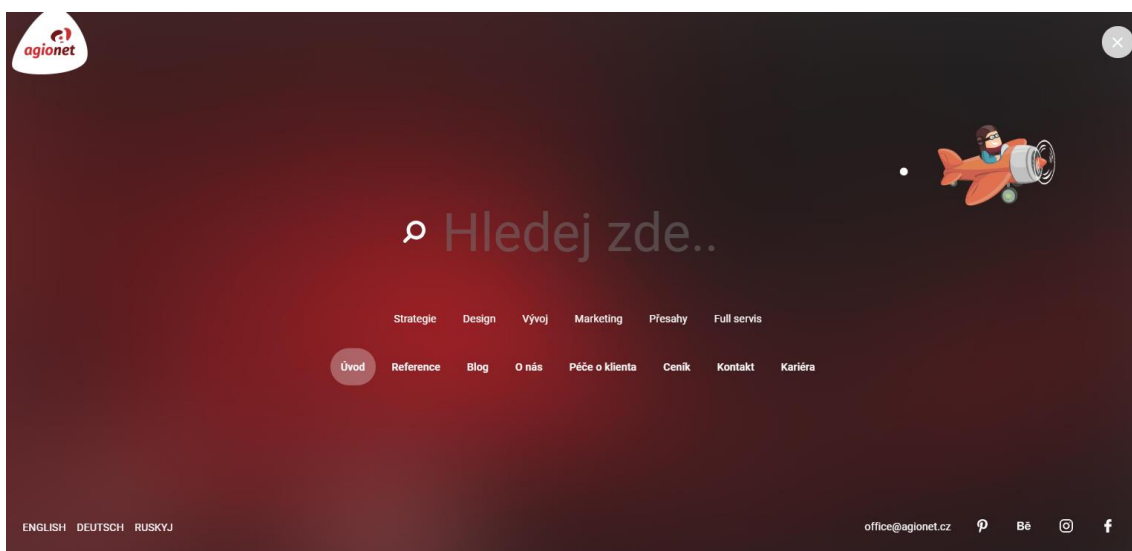 agionet
Hledej zde..
Strategie Design Vývoj Marketing Přesahy Full servis
Úvod Reference Blog O nás Péče o klienta Ceník Kontakt Kariéra
ENGLISH DEUTSCH RUSKYJ office@agionet.cz Bē